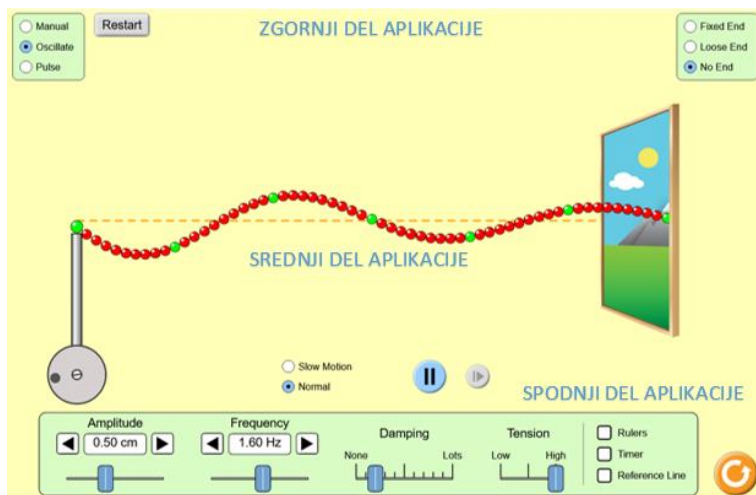 Manual
Oscillate
Pulse
Restart
ZGORNJI DEL APLIKACIJE
Fixed End
Loose End
No End
SREDNJI DEL APLIKACIJE
Slow Motion
Normal
SPODNJI DEL APLIKACIJE
Amplitude
0.50 cm
Frequency
1.60 Hz
Damping
None
Lots
Tension
Low
High
Rulers
Timer
Reference Line